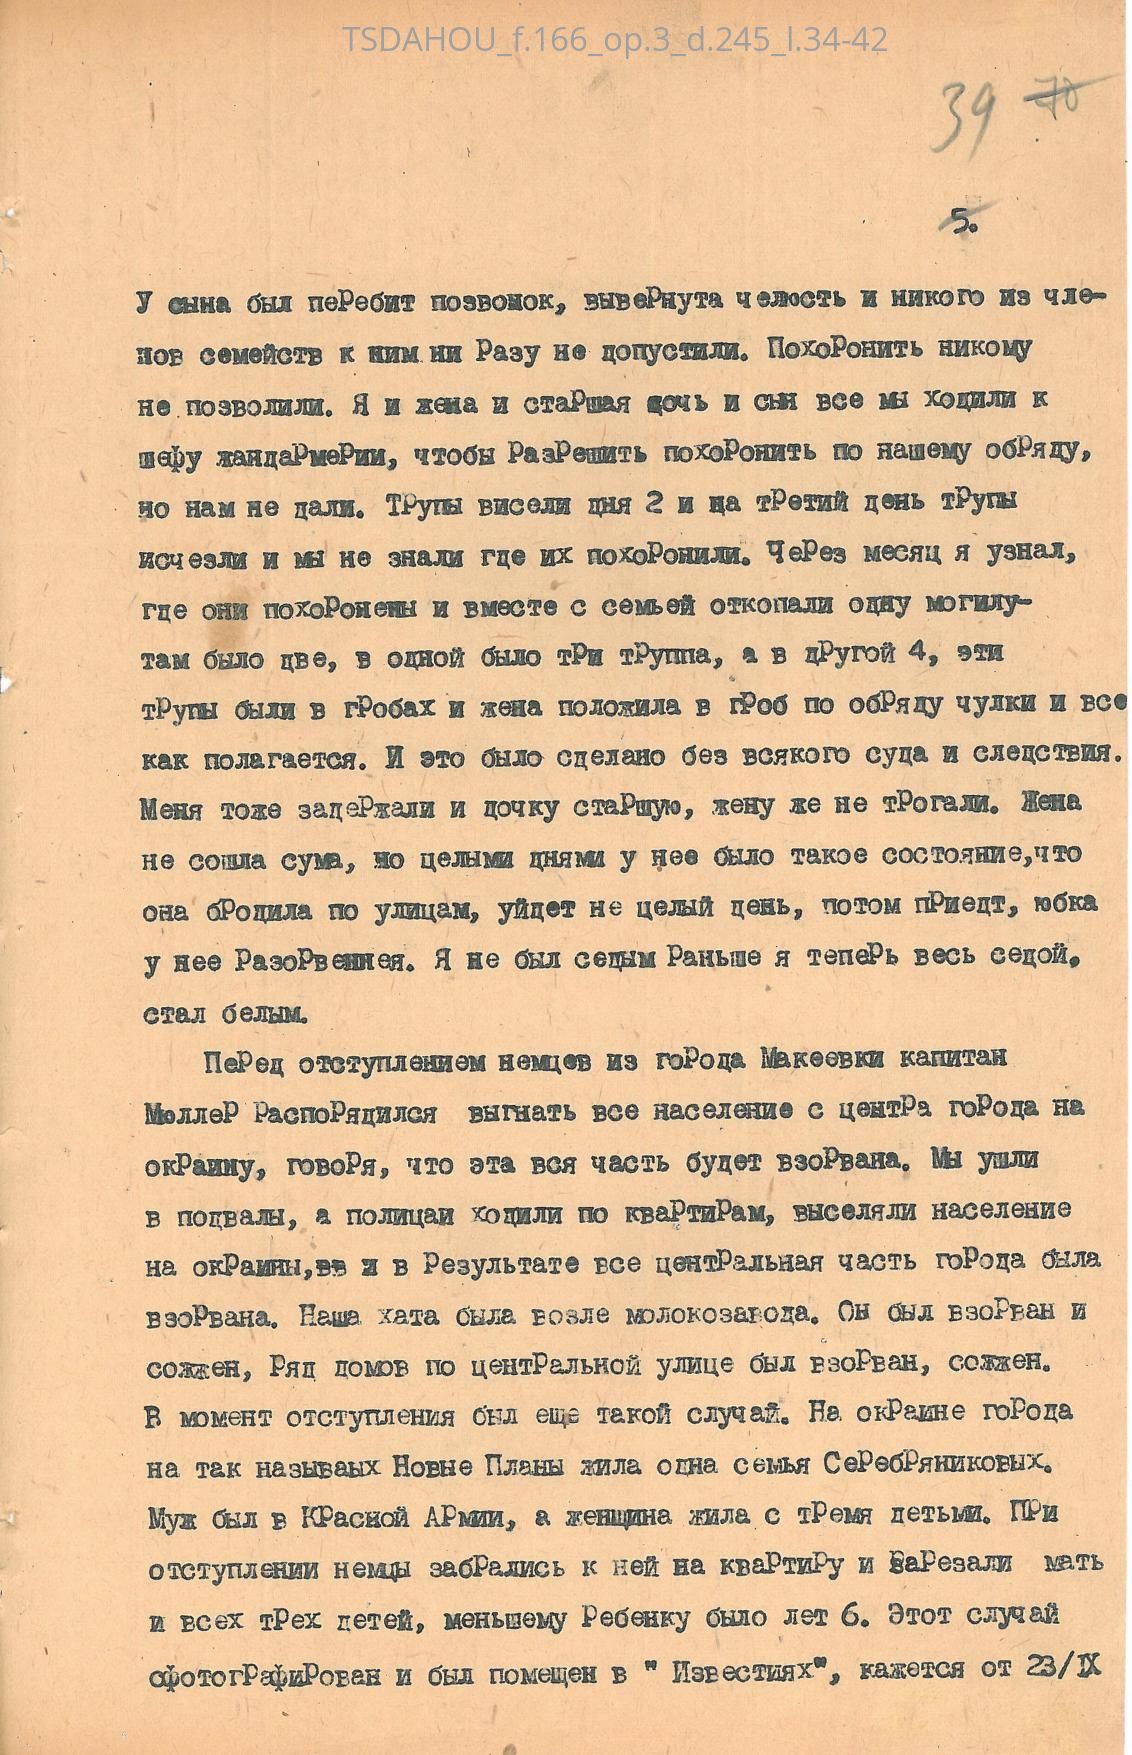 TSDAHOU_f.166_op.3_d.245_l.34-42
39 70
5.
У сына был пеРебит позвонок, вывеРнута челюсть и никого из чле-
нов семейств к ним ни Разу не допустили. ПохоРонить никому
не позволили. Я и жена и стаРшая дочь и сын все мы ходили к
шефу жандаРмеРии, чтобы РазРешить похоРонить по нашему обРяду,
но нам не дали. ТРупы висели дня 2 и на тРетий день тРупы
исчезли и мы не знали где их похоРонили. ЧеРез месяц я узнал,
где они похоРонены и вместе с семьей откопали одну могилу-
там было две, в одной было тРи тРуппа, а в дРугой 4, эти
тРупы были в гРобах и жена положила в гРоб по обРяду чулки и все
как полагается. И это было сделано без всякого суда и следствия.
Меня тоже задеРжали и дочку стаРшую, жену же не тРогали. Жена
не сошла сума, но целыми днями у нее было такое состояние,что
она бРодила по улицам, уйдет не целый день, потом пРиедт, юбка
у нее РазоРвеннея. Я не был седым Раньше я тепеРь весь седой,
стал белым.
ПеРед отступлением немцев из гоРода Макеевки капитан
МеллеР РаспоРядился выгнать все население с центРа гоРода на
окРаину, говоРя, что эта вся часть будет взоРвана. Мы ушли
в подвалы, а полицаи ходили по кваРтиРам, выселяли население
на окРаины,вв и в Результате все центРальная часть гоРода была
взоРвана. Наша хата была возле молокозавода. Он был взоРван и
сожжен, Ряд домов по центРальной улице был взоРван, сожжен.
В момент отступления был еще такой случай. На окРаине гоРода
на так называых Новые Планы жила одна семья СеРебРяниковых.
Муж был в КРасной АРмии, а женщина жила с тРемя детьми. ПРи
отступлении немцы забРались к ней на кваРтиРу и заРезали мать
и всех тРех детей, меньшему Ребенку было лет 6. Этот случай
сфотогРафиРован и был помещен в " Известиях", кажется от 23/IX